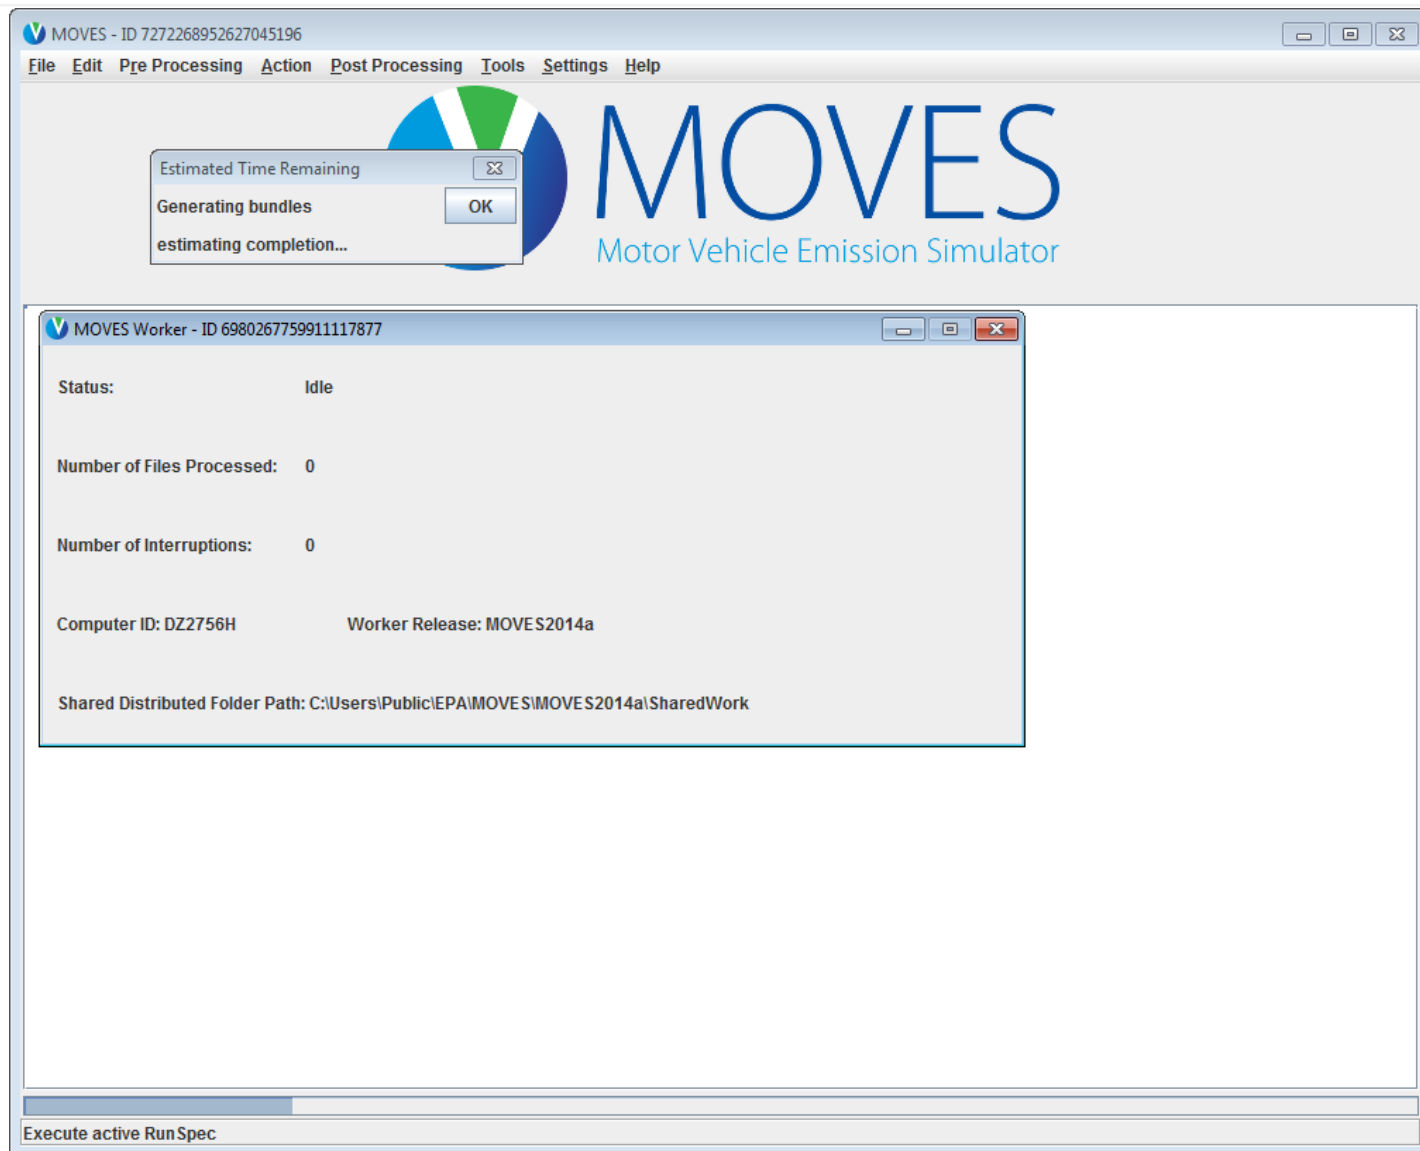 MOVES - ID 7272268952627045196
File Edit Pre Processing Action Post Processing Tools Settings Help
MOVES
Motor Vehicle Emission Simulator
Estimated Time Remaining
Generating bundles OK
estimating completion...
MOVES Worker - ID 6980267759911117877
Status: Idle
Number of Files Processed: 0
Number of Interruptions: 0
Computer ID: DZ2756H Worker Release: MOVES2014a
Shared Distributed Folder Path: C:\Users\Public\EPA\MOVES\MOVES2014a\SharedWork
Execute active RunSpec